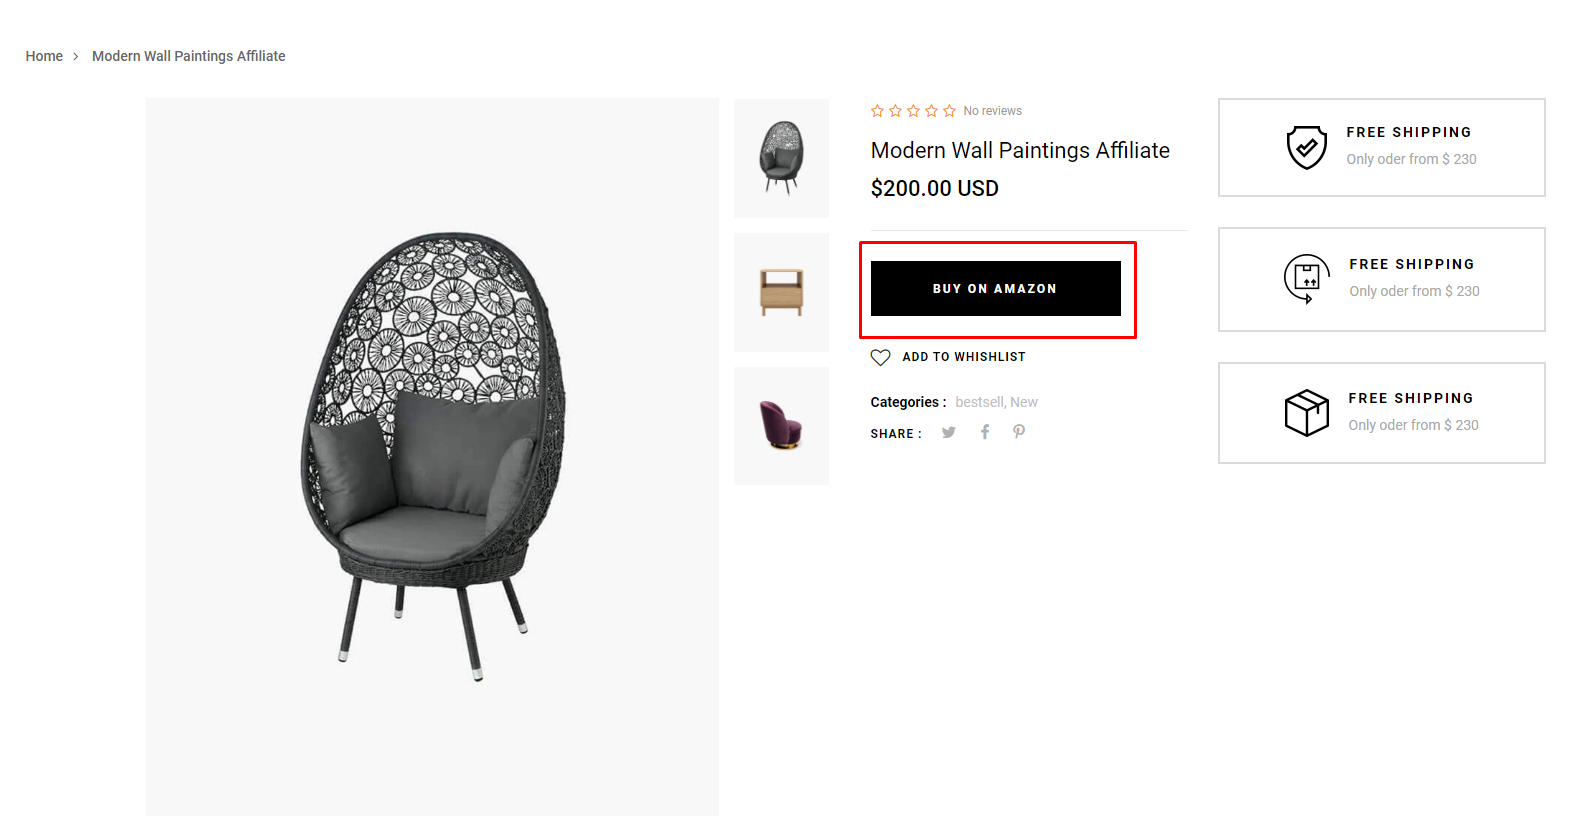 Home > Modern Wall Paintings Affiliate
No reviews
Modern Wall Paintings Affiliate
$200.00 USD
BUY ON AMAZON
ADD TO WHISHLIST
Categories : bestsell, New
SHARE :
FREE SHIPPING
Only oder from $ 230
FREE SHIPPING
Only oder from $ 230
FREE SHIPPING
Only oder from $ 230